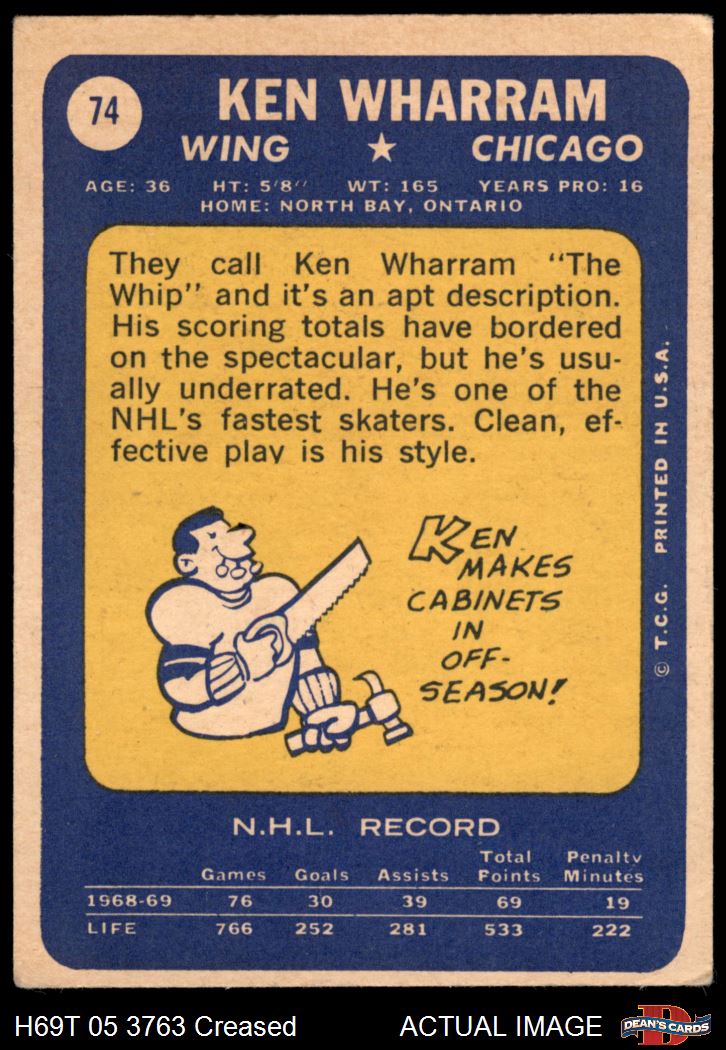 74
KEN WHARRAM
WING ★ CHICAGO
AGE: 36 HT: 5'8" WT: 165 YEARS PRO: 16
HOME: NORTH BAY, ONTARIO
They call Ken Wharram "The
Whip" and it's an apt description.
His scoring totals have bordered
on the spectacular, but he's usu-
ally underrated. He's one of the
NHL's fastest skaters. Clean, ef-
fective play is his style.
KEN
MAKES
CABINETS
IN
OFF-
SEASON!
© T.C.G. PRINTED IN U.S.A.
N.H.L. RECORD
Games Goals Assists Total Points Penalty Minutes
1968-69 76 30 39 69 19
LIFE 766 252 281 533 222
H69T 05 3763 Creased ACTUAL IMAGE
D
DEAN'S CARDS